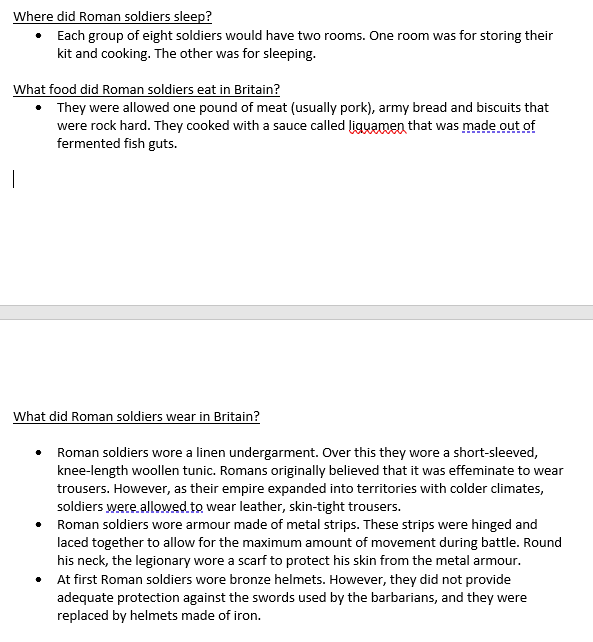 Where did Roman soldiers sleep?
• Each group of eight soldiers would have two rooms. One room was for storing their
kit and cooking. The other was for sleeping.
What food did Roman soldiers eat in Britain?
• They were allowed one pound of meat (usually pork), army bread and biscuits that
were rock hard. They cooked with a sauce called liquamen that was made out of
fermented fish guts.
What did Roman soldiers wear in Britain?
• Roman soldiers wore a linen undergarment. Over this they wore a short-sleeved,
knee-length woollen tunic. Romans originally believed that it was effeminate to wear
trousers. However, as their empire expanded into territories with colder climates,
soldiers were allowed to wear leather, skin-tight trousers.
• Roman soldiers wore armour made of metal strips. These strips were hinged and
laced together to allow for the maximum amount of movement during battle. Round
his neck, the legionary wore a scarf to protect his skin from the metal armour.
• At first Roman soldiers wore bronze helmets. However, they did not provide
adequate protection against the swords used by the barbarians, and they were
replaced by helmets made of iron.